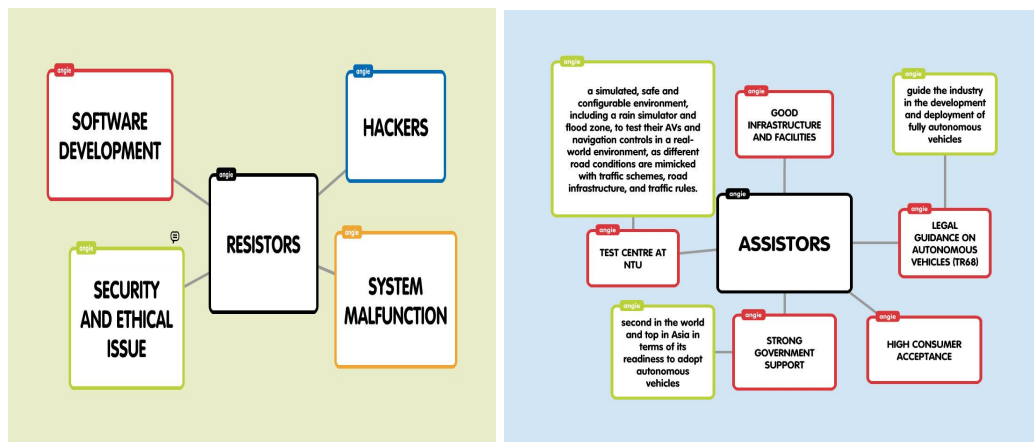 angie
SOFTWARE
DEVELOPMENT
angie
HACKERS
angie
RESISTORS
angie
SECURITY
AND ETHICAL
ISSUE
angie
SYSTEM
MALFUNCTION
angie
a simulated, safe and
configurable environment,
including a rain simulator and
flood zone, to test their AVs and
navigation controls in a real-
world environment, as different
road conditions are mimicked
with traffic schemes, road
infrastructure, and traffic rules.
angie
GOOD
INFRASTRUCTURE
AND FACILITIES
angie
guide the industry
in the development
and deployment of
fully autonomous
vehicles
angie
ASSISTORS
angie
TEST CENTRE AT
NTU
angie
LEGAL
GUIDANCE ON
AUTONOMOUS
VEHICLES (TR68)
angie
second in the world
and top in Asia in
terms of its
readiness to adopt
autonomous
vehicles
angie
STRONG
GOVERNMENT
SUPPORT
angie
HIGH CONSUMER
ACCEPTANCE